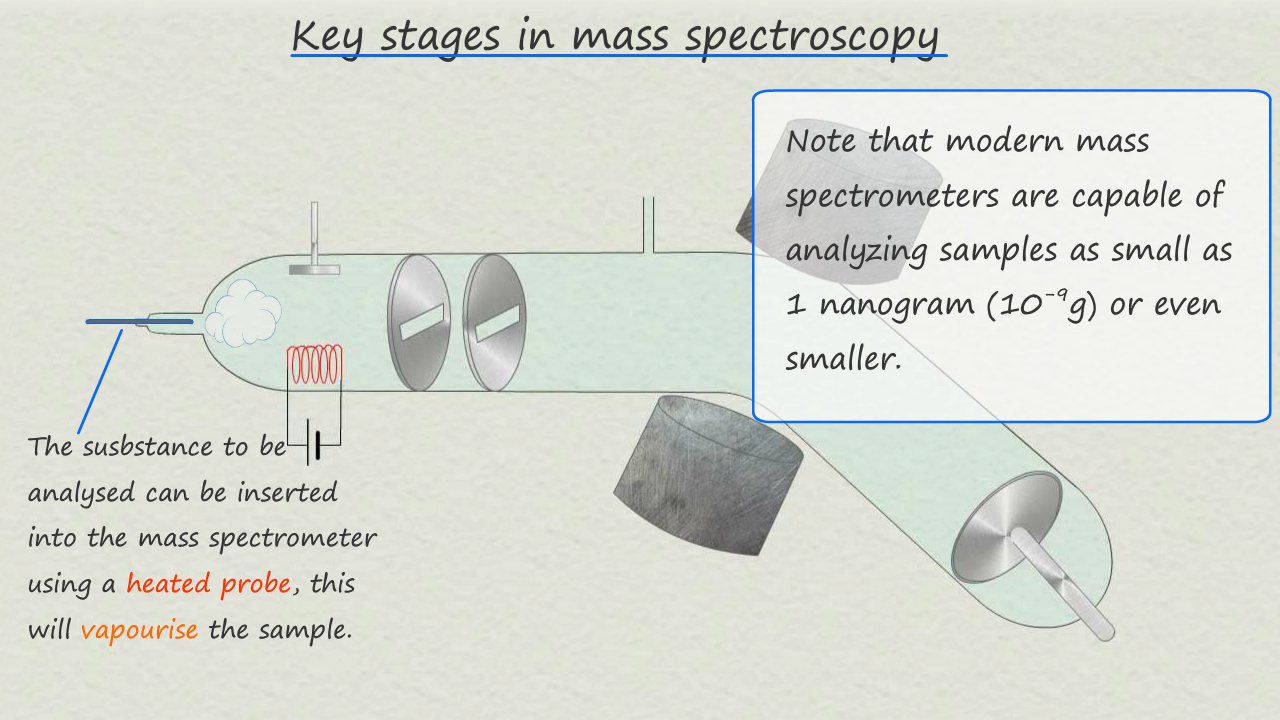 Key stages in mass spectroscopy
Note that modern mass
spectrometers are capable of
analyzing samples as small as
1 nanogram (10⁻⁹g) or even
smaller.
The susbstance to be
analysed can be inserted
into the mass spectrometer
using a heated probe, this
will vapourise the sample.